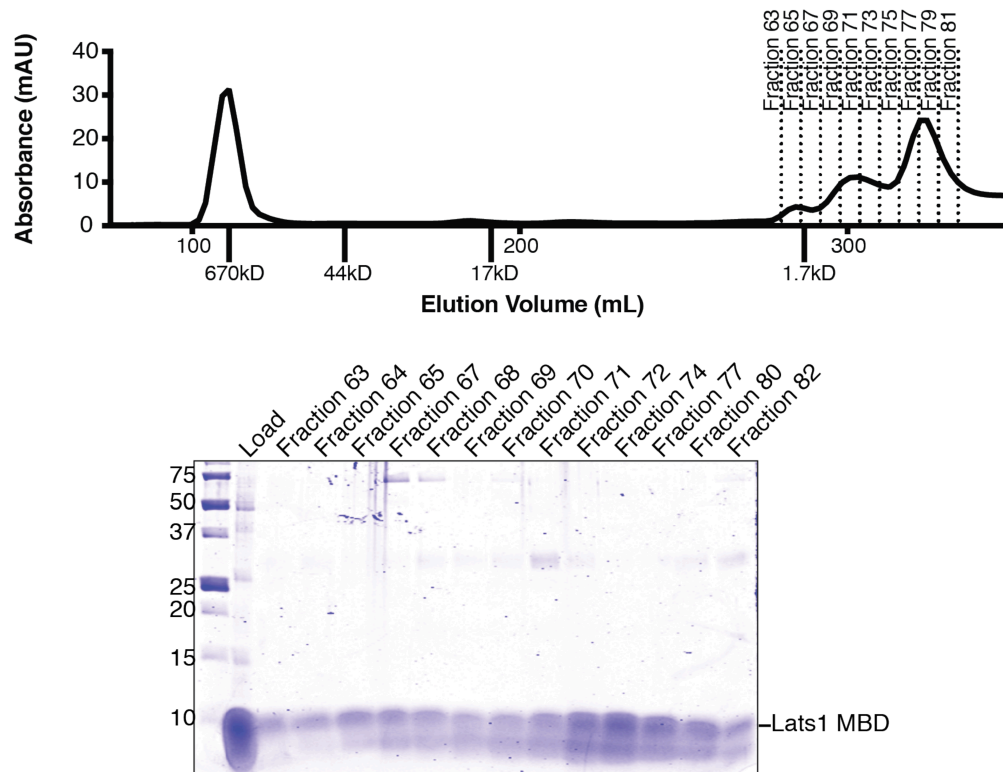 Fraction 63
Fraction 65
Fraction 67
Fraction 69
Fraction 71
Fraction 73
Fraction 75
Fraction 77
Fraction 79
Fraction 81
Absorbance (mAU)
40
30
20
10
0
100
200
300
670kD
44kD
17kD
1.7kD
Elution Volume (mL)
Load
Fraction 63
Fraction 64
Fraction 65
Fraction 67
Fraction 68
Fraction 69
Fraction 70
Fraction 71
Fraction 72
Fraction 74
Fraction 77
Fraction 80
Fraction 82
75
50
37
25
20
15
10
Lats1 MBD